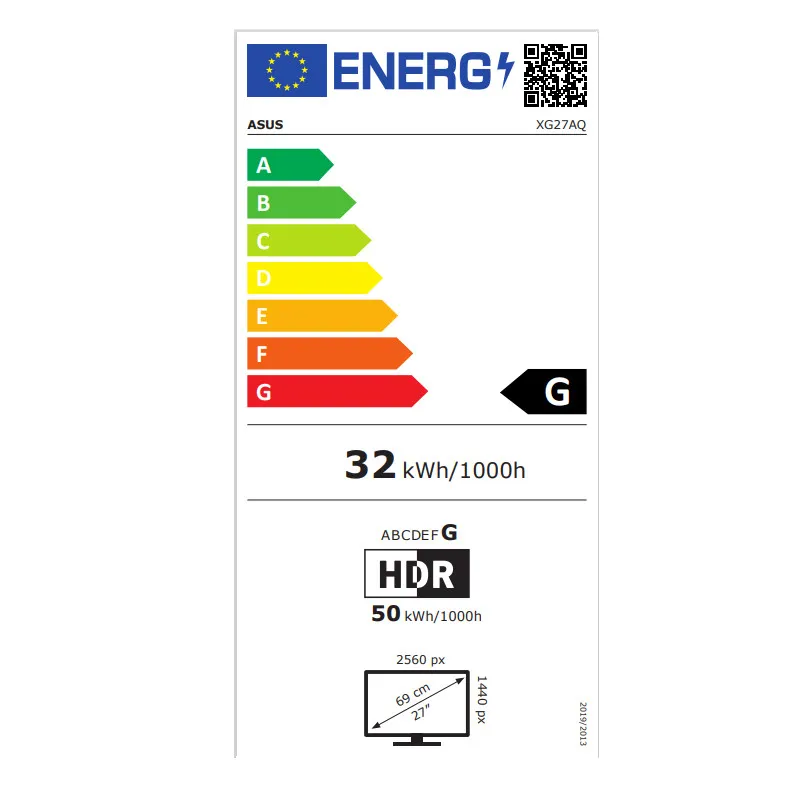 ENERG
ASUS XG27AQ
A
B
C
D
E
F
G
G
32 kWh/1000h
ABCDEFG
HDR
50 kWh/1000h
2560 px
69 cm
27”
1440 px
2019/2013